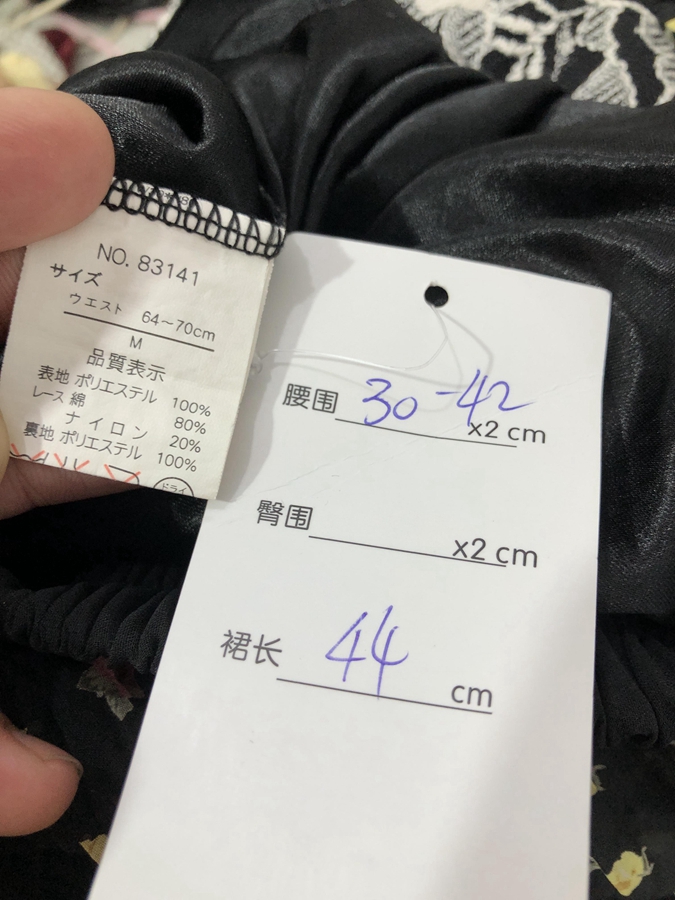 NO. 83141
サイズ
ウエスト 64～70cm
M
品質表示
表地 ポリエステル 100%
レース 綿 80%
ナイロン 20%
裏地 ポリエステル 100%
ドライ
腰围 30-42 x2 cm
臀围 x2 cm
裙长 44 cm